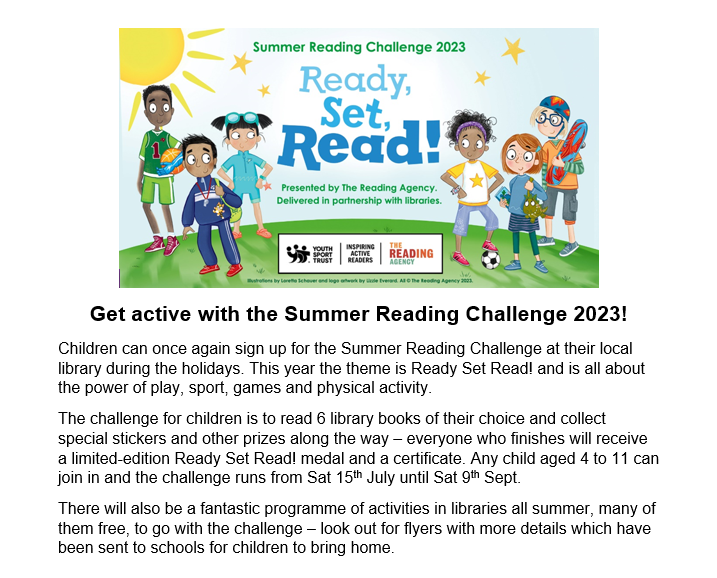 Summer Reading Challenge 2023
Ready,
Set,
Read!
Presented by The Reading Agency.
Delivered in partnership with libraries.
1
YOUTH
SPORT
TRUST
INSPIRING
ACTIVE
READERS
THE
READING
AGENCY
Illustrations by Loretta Schauer and logo artwork by Lizzie Everard. All © The Reading Agency 2023.
Get active with the Summer Reading Challenge 2023!
Children can once again sign up for the Summer Reading Challenge at their local
library during the holidays. This year the theme is Ready Set Read! and is all about
the power of play, sport, games and physical activity.
The challenge for children is to read 6 library books of their choice and collect
special stickers and other prizes along the way – everyone who finishes will receive
a limited-edition Ready Set Read! medal and a certificate. Any child aged 4 to 11 can
join in and the challenge runs from Sat 15th July until Sat 9th Sept.
There will also be a fantastic programme of activities in libraries all summer, many of
them free, to go with the challenge – look out for flyers with more details which have
been sent to schools for children to bring home.